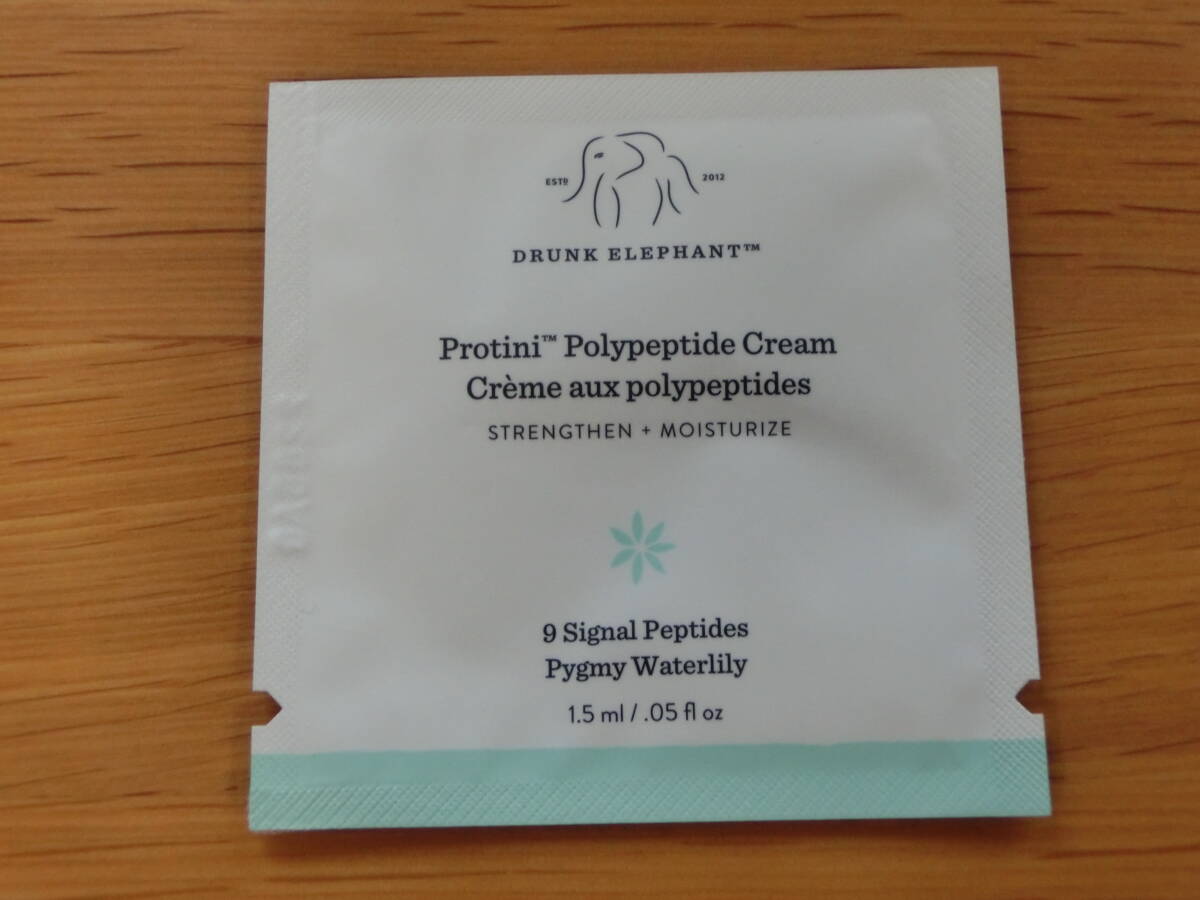 ESTD 2012
DRUNK ELEPHANT™
Protini™ Polypeptide Cream
Crème aux polypeptides
STRENGTHEN + MOISTURIZE
9 Signal Peptides
Pygmy Waterlily
1.5 ml / .05 fl oz